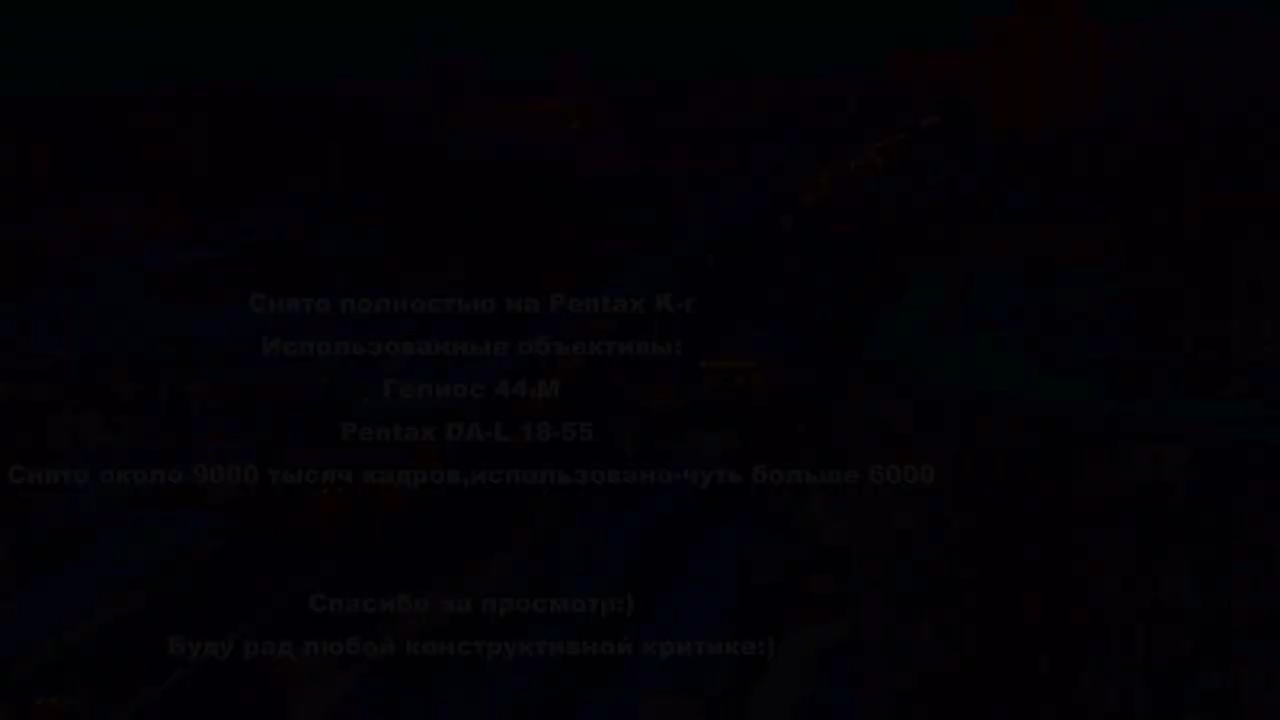 Снято полностью на Pentax K-r
Использованные объективы:
Гелиос 44-М
Pentax DA-L 18-55
Снято около 9000 тысяч кадров,использовано-чуть больше 6000
Спасибо за просмотр:)
Буду рад любой конструктивной критике:)